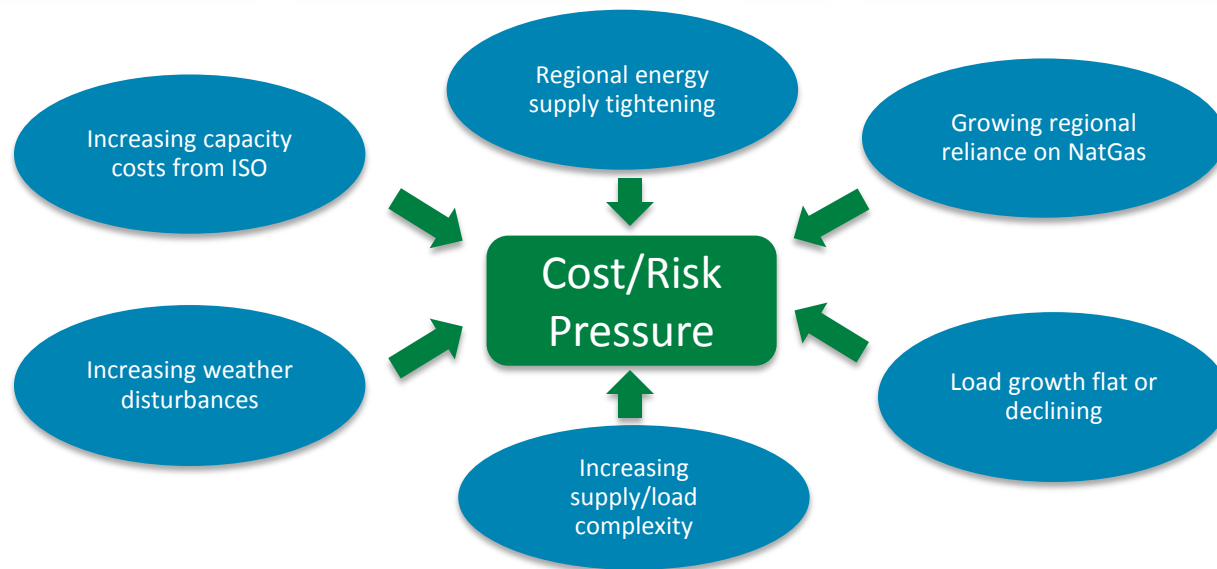 Regional energy
supply tightening
Increasing capacity
costs from ISO
Growing regional
reliance on NatGas
Cost/Risk
Pressure
Increasing weather
disturbances
Load growth flat or
declining
Increasing
supply/load
complexity